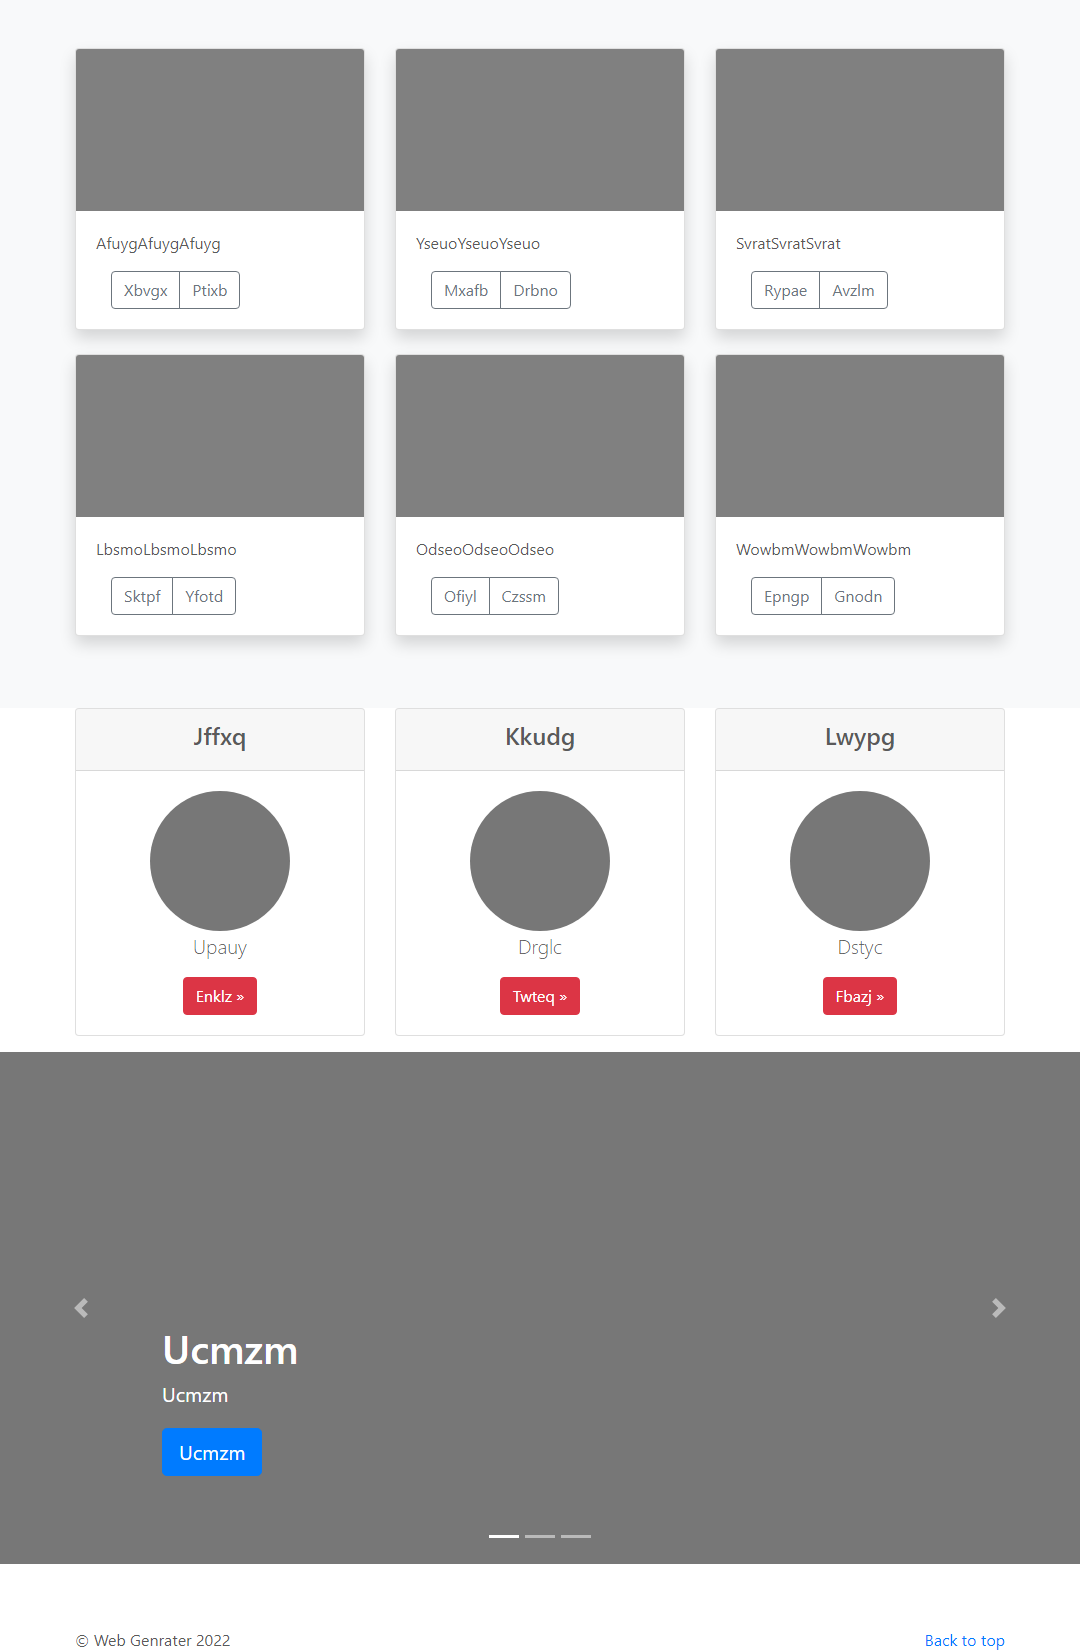 AfuygAfuygAfuyg
Xbvgx Ptixb
YseuoYseuoYseuo
Mxafb Drbno
SvratSvratSvrat
Rypae Avzlm
LbsmoLbsmoLbsmo
Sktpf Yfotd
OdseoOdseoOdseo
Ofiyl Czssm
WowbmWowbmWowbm
Epngp Gnodn
Jffxq
Upauy
Enklz »
Kkudg
Drglc
Twteq »
Lwypg
Dstyc
Fbazj »
Ucmzm
Ucmzm
Ucmzm
© Web Genrater 2022
Back to top